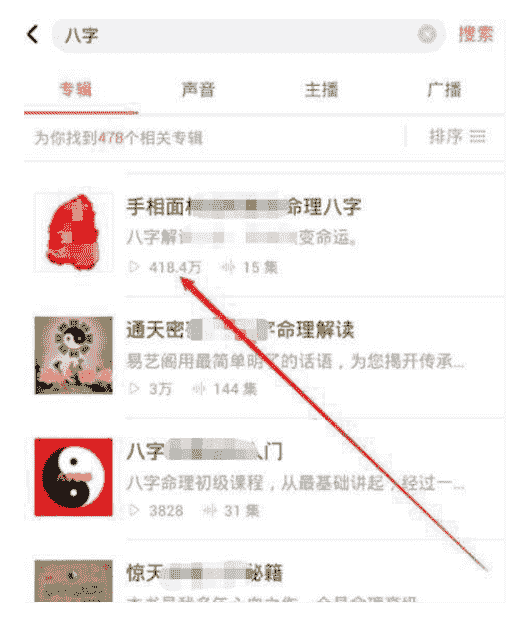 八字
搜索
专辑 声音 主播 广播
为你找到478个相关专辑
排序
手相面相 命理八字
八字解 变命运。
418.4万 15 集
通天密 字命理解读
易艺阁用最简单明了的话语，为您揭开传承...
3万 144 集
八字 入门
八字命理初级课程，从最基础讲起，经过一...
3828 31 集
惊天 秘籍